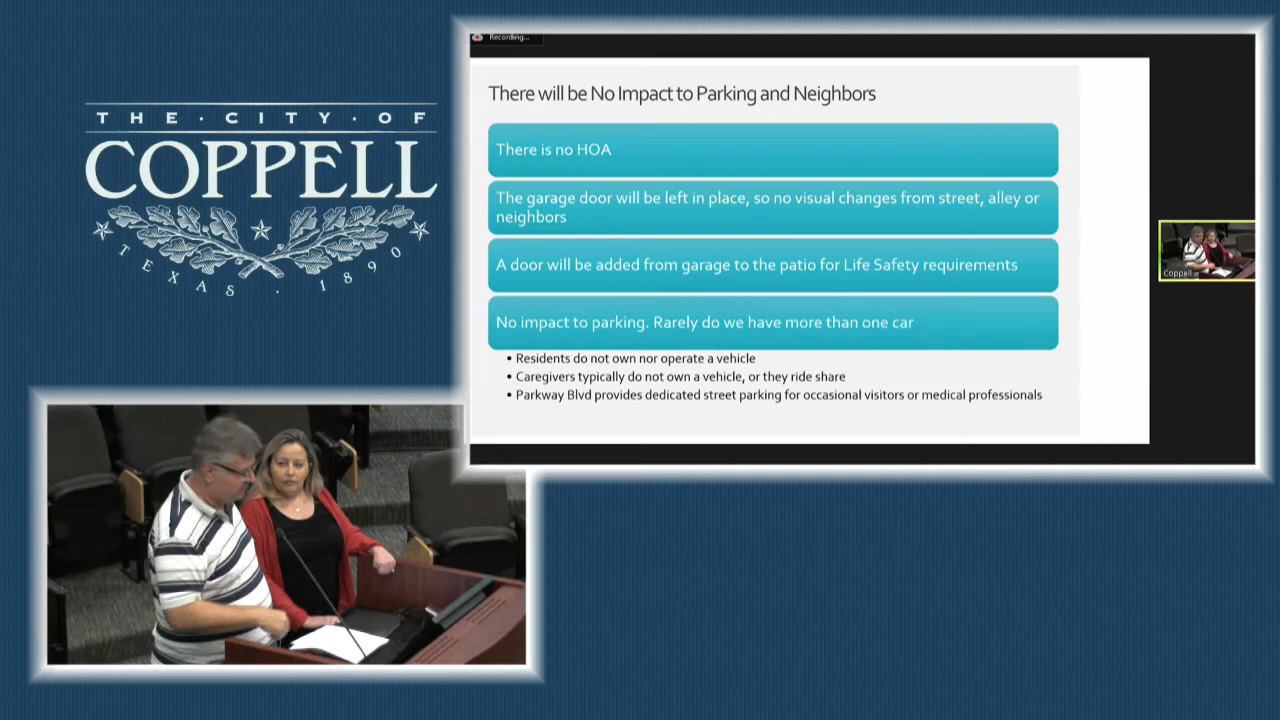 THE · CITY · OF
COPPELL
TEXAS · 1890
Recording...
There will be No Impact to Parking and Neighbors
There is no HOA
The garage door will be left in place, so no visual changes from street, alley or
neighbors
A door will be added from garage to the patio for Life Safety requirements
No impact to parking. Rarely do we have more than one car
• Residents do not own nor operate a vehicle
• Caregivers typically do not own a vehicle, or they ride share
• Parkway Blvd provides dedicated street parking for occasional visitors or medical professionals
Coppell